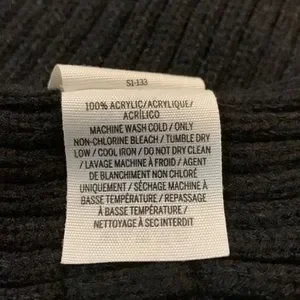 S1-133
100% ACRYLIC/ACRYLIQUE/
ACRÍLICO
MACHINE WASH COLD / ONLY
NON-CHLORINE BLEACH / TUMBLE DRY
LOW / COOL IRON / DO NOT DRY CLEAN
/ LAVAGE MACHINE À FROID / AGENT
DE BLANCHIMENT NON CHLORÉ
UNIQUEMENT / SÉCHAGE MACHINE À
BASSE TEMPÉRATURE / REPASSAGE
À BASSE TEMPÉRATURE /
NETTOYAGE À SEC INTERDIT